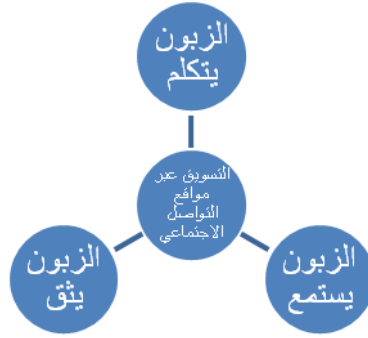 الزبون
يتكلم
التسويق عبر
مواقع
التواصل
الاجتماعي
الزبون
يستمع
الزبون
يثق